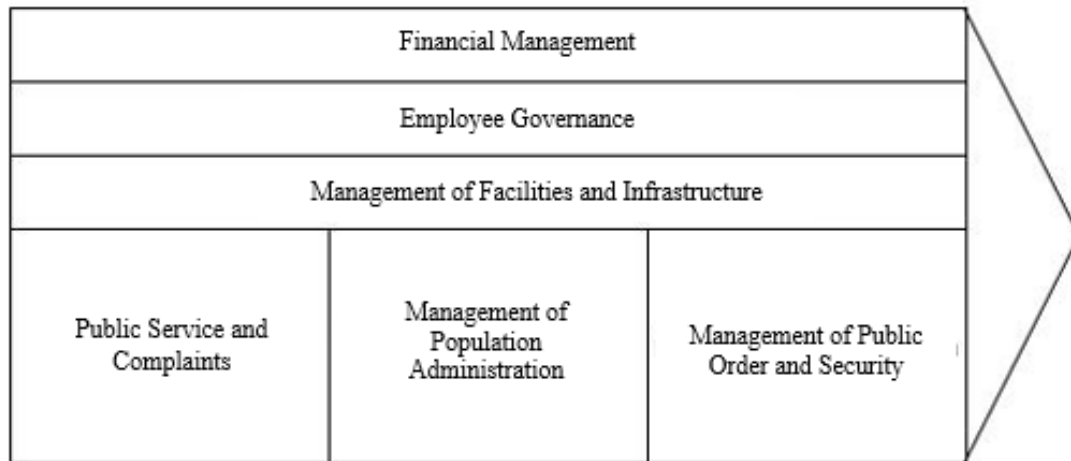 Financial Management
Employee Governance
Management of Facilities and Infrastructure
Public Service and
Complaints
Management of
Population
Administration
Management of Public
Order and Security